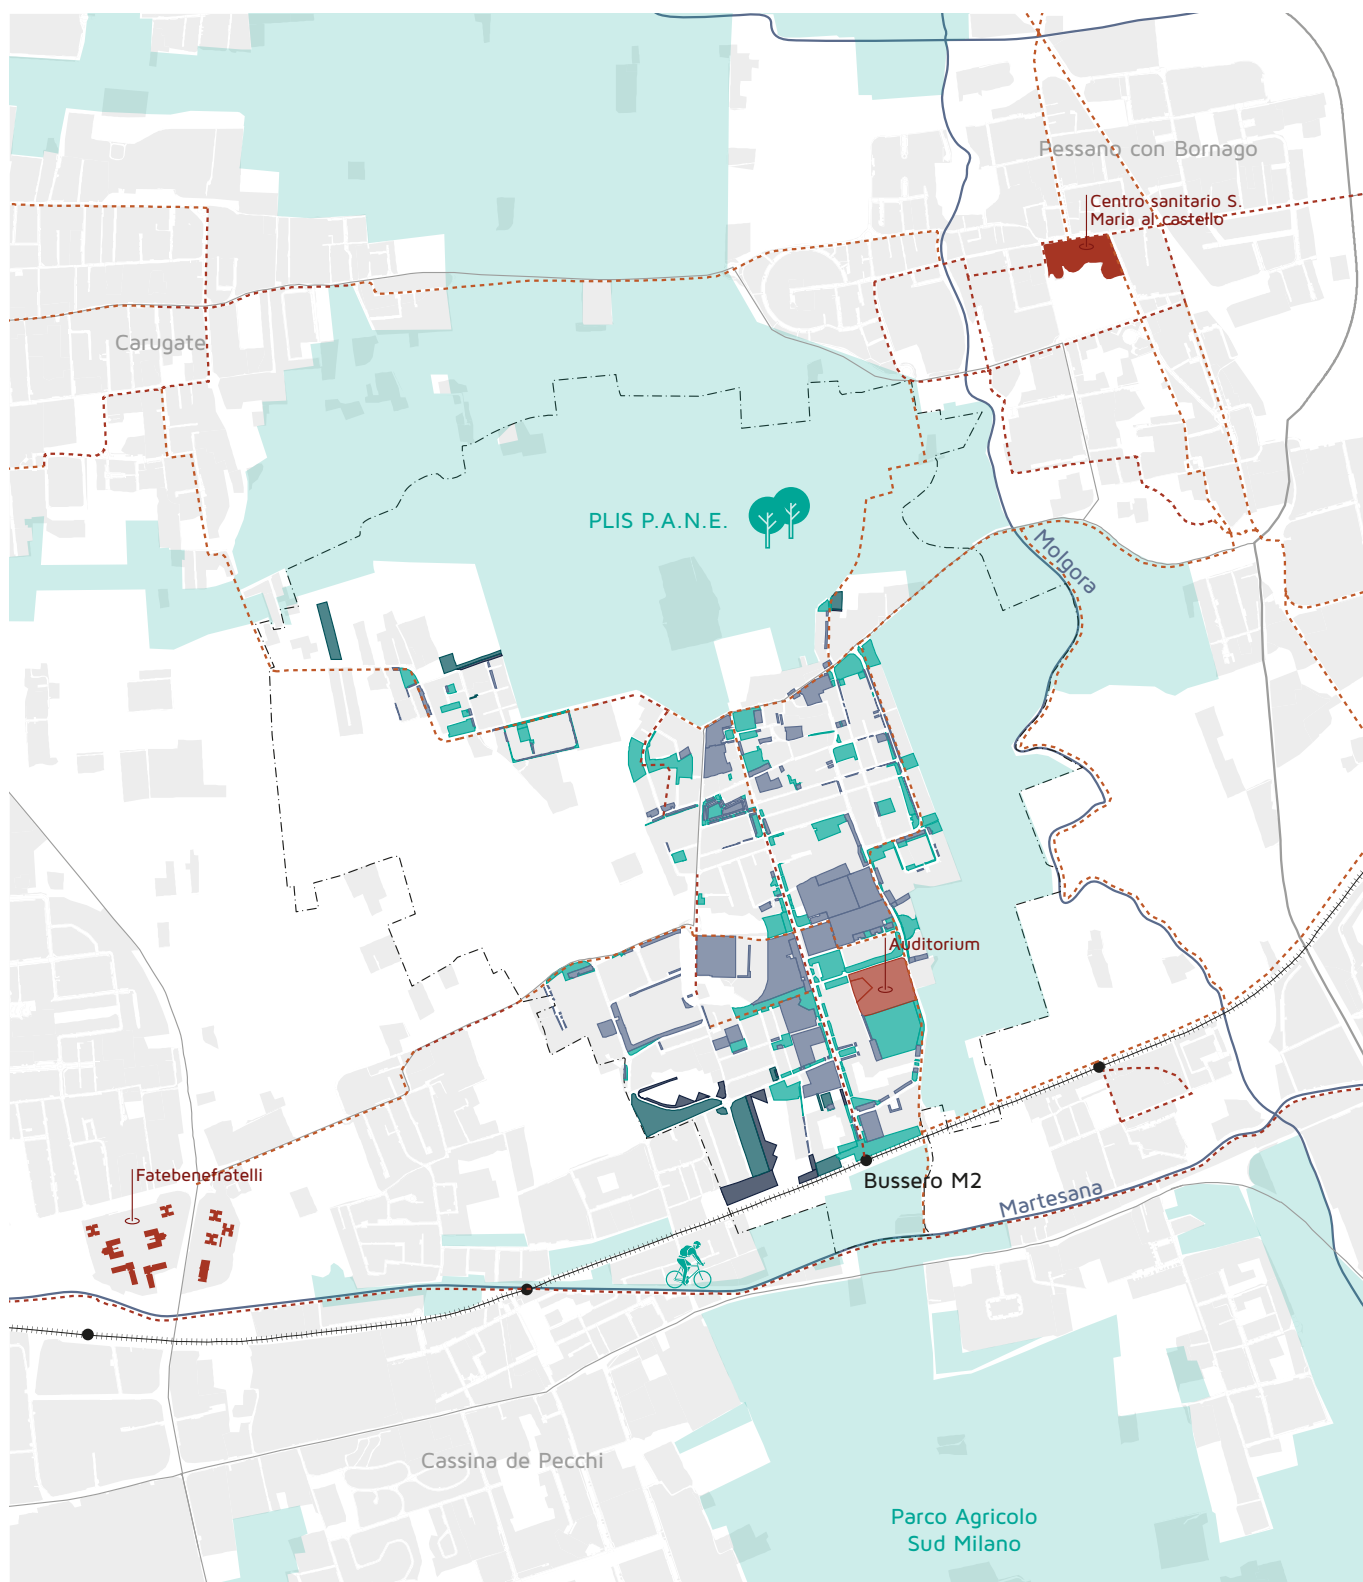 Pessano con Bornago
Centro sanitario S.
Maria al castello
Carugate
PLIS P.A.N.E.
Molgora
Auditorium
Fatebenefratelli
Bussero M2
Martesana
Cassina de Pecchi
Parco Agricolo
Sud Milano